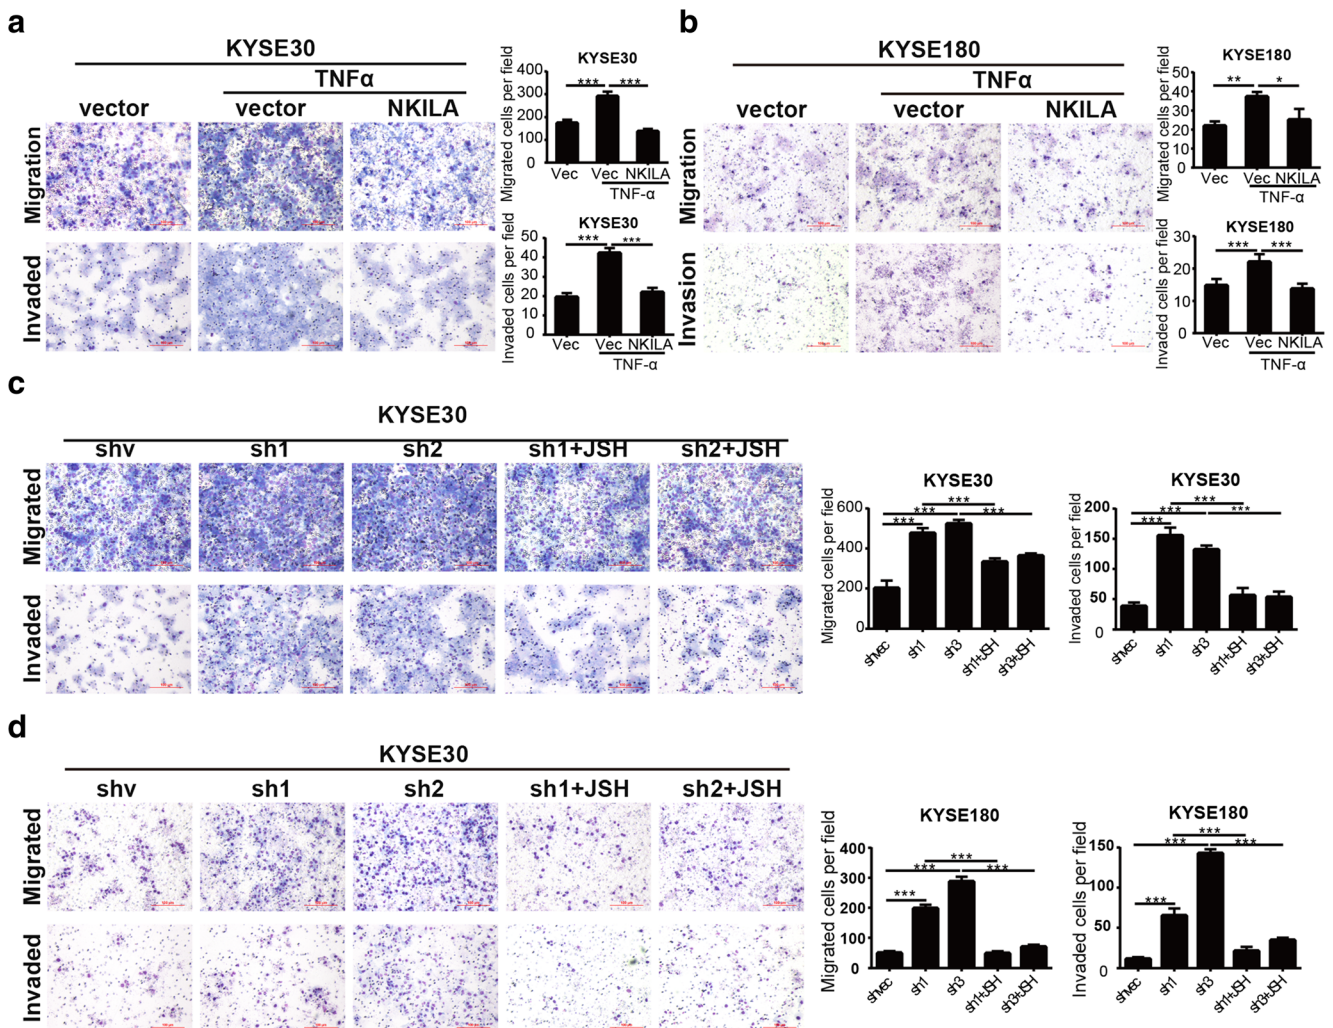 a
KYSE30
TNFα
vector vector NKILA
Migration
Invaded
KYSE30
Migrated cells per field
400
300
200
100
0
*** ***
Vec Vec NKILA
TNF-α
KYSE30
Invaded cells per field
50
40
30
20
10
0
*** ***
Vec Vec NKILA
TNF-α
b
KYSE180
TNFα
vector vector NKILA
Migration
Invasion
KYSE180
Migrated cells per field
50
40
30
20
10
0
** *
Vec Vec NKILA
TNF-α
KYSE180
Invaded cells per field
30
20
10
0
*** ***
Vec Vec NKILA
TNF-α
c
KYSE30
shv sh1 sh2 sh1+JSH sh2+JSH
Migrated
Invaded
KYSE30
Migrated cells per field
600
400
200
0
***
*** ***
***
shvec sh1 sh3 sh1+JSH sh3+JSH
KYSE30
Invaded cells per field
200
150
100
50
0
***
*** ***
***
shvec sh1 sh3 sh1+JSH sh3+JSH
d
KYSE30
shv sh1 sh2 sh1+JSH sh2+JSH
Migrated
Invaded
KYSE180
Migrated cells per field
400
300
200
100
0
***
*** ***
***
shvec sh1 sh3 sh1+JSH sh3+JSH
KYSE180
Invaded cells per field
150
100
50
0
***
*** ***
***
shvec sh1 sh3 sh1+JSH sh3+JSH